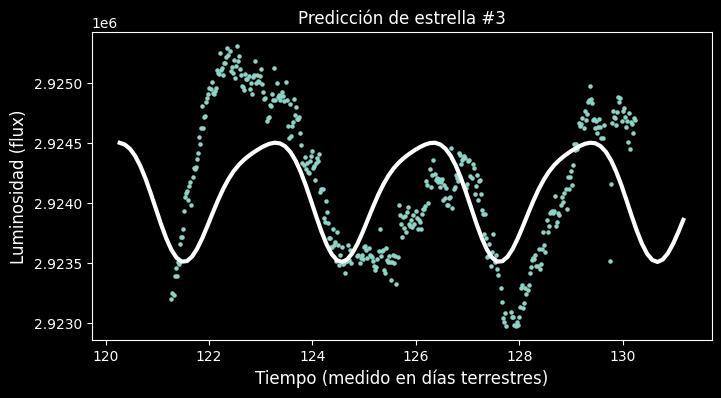 Predicción de estrella #3
1e6
Luminosidad (flux)
2.9250
2.9245
2.9240
2.9235
2.9230
120 122 124 126 128 130
Tiempo (medido en días terrestres)